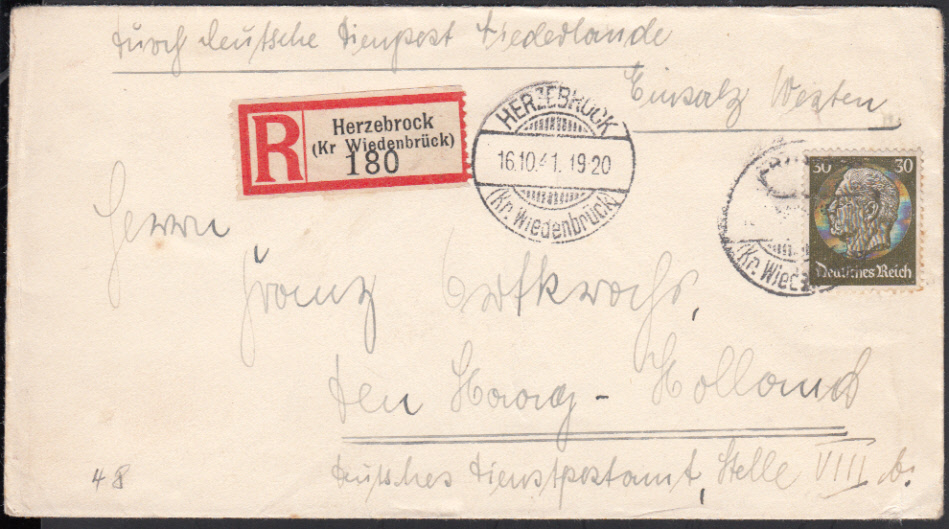 Durch deutsche Dienpost Niederlande
Einsatz Westen
R
Herzebrock
(Kr Wiedenbrück)
180
HERZEBROCK
16.10.41. 19-20
(Kr. Wiedenbrück)
30 30
Deutsches Reich
(Kr. Wied
Herrn
Franz
Den Haag - Holland
Deutsches Dienstpostamt, Stelle VIII b.
48